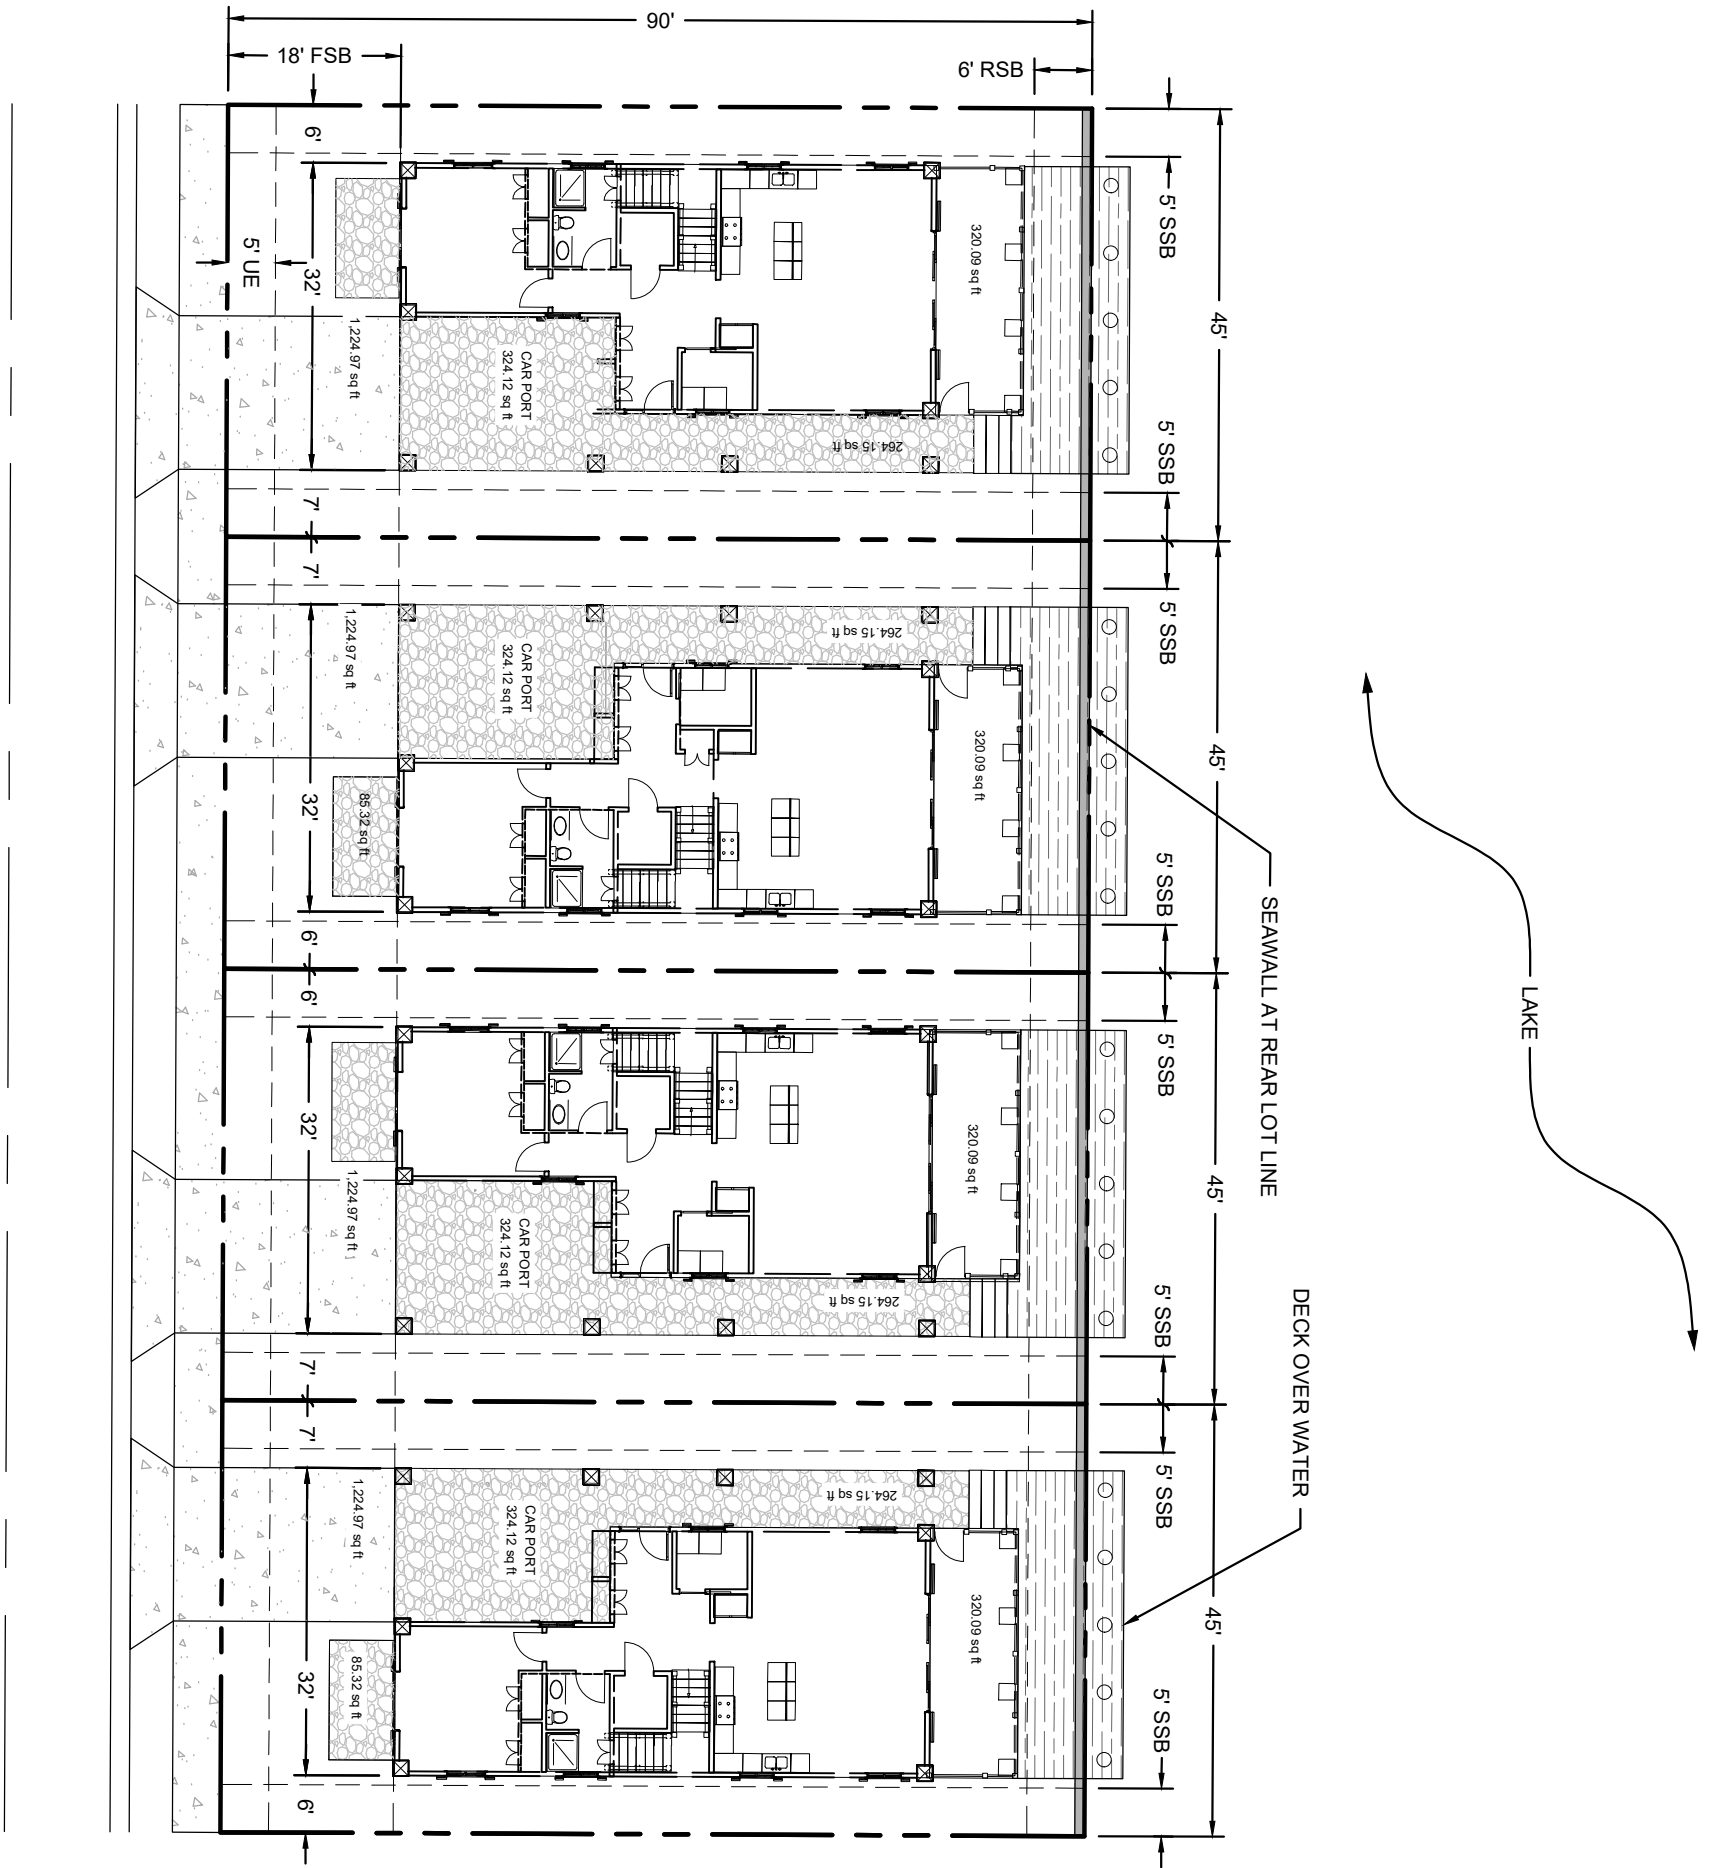 90'
18' FSB
6' RSB
6'
5' SSB
45'
32'
5' UE
320.09 sq ft
1,224.97 sq ft
CAR PORT
324.12 sq ft
264.15 sq ft
5' SSB
7'
7'
5' SSB
264.15 sq ft
1,224.97 sq ft
CAR PORT
324.12 sq ft
320.09 sq ft
45'
32'
85.32 sq ft
5' SSB
6'
6'
SEAWALL AT REAR LOT LINE
LAKE
5' SSB
32'
320.09 sq ft
45'
1,224.97 sq ft
CAR PORT
324.12 sq ft
264.15 sq ft
5' SSB
DECK OVER WATER
7'
7'
5' SSB
264.15 sq ft
1,224.97 sq ft
CAR PORT
324.12 sq ft
320.09 sq ft
45'
85.32 sq ft
32'
5' SSB
6'